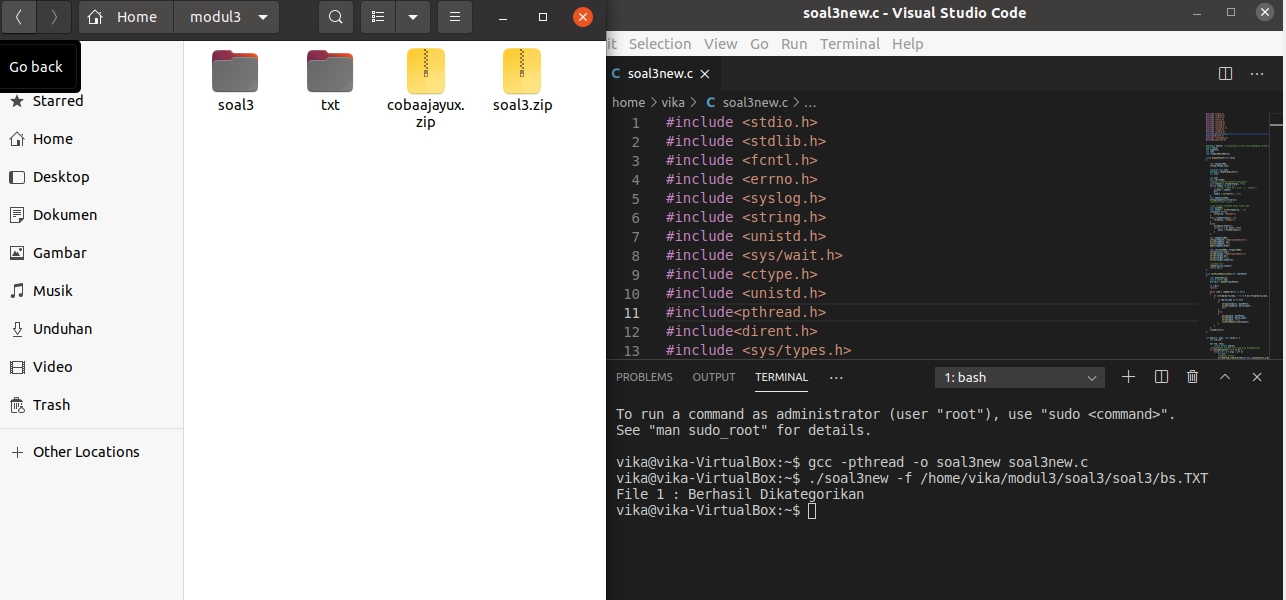 Home
modul3
Go back
Starred
Home
Desktop
Dokumen
Gambar
Musik
Unduhan
Video
Trash
Other Locations
soal3
txt
cobaajayux.
zip
soal3.zip
soal3new.c - Visual Studio Code
it Selection View Go Run Terminal Help
C soal3new.c
home > vika > C soal3new.c > ...
1 #include <stdio.h>
2 #include <stdlib.h>
3 #include <fcntl.h>
4 #include <errno.h>
5 #include <syslog.h>
6 #include <string.h>
7 #include <unistd.h>
8 #include <sys/wait.h>
9 #include <ctype.h>
10 #include <unistd.h>
11 #include<pthread.h>
12 #include<dirent.h>
13 #include <sys/types.h>
PROBLEMS OUTPUT TERMINAL ... 1: bash
To run a command as administrator (user "root"), use "sudo <command>".
See "man sudo_root" for details.
vika@vika-VirtualBox:~$ gcc -pthread -o soal3new soal3new.c
vika@vika-VirtualBox:~$ ./soal3new -f /home/vika/modul3/soal3/soal3/bs.TXT
File 1 : Berhasil Dikategorikan
vika@vika-VirtualBox:~$